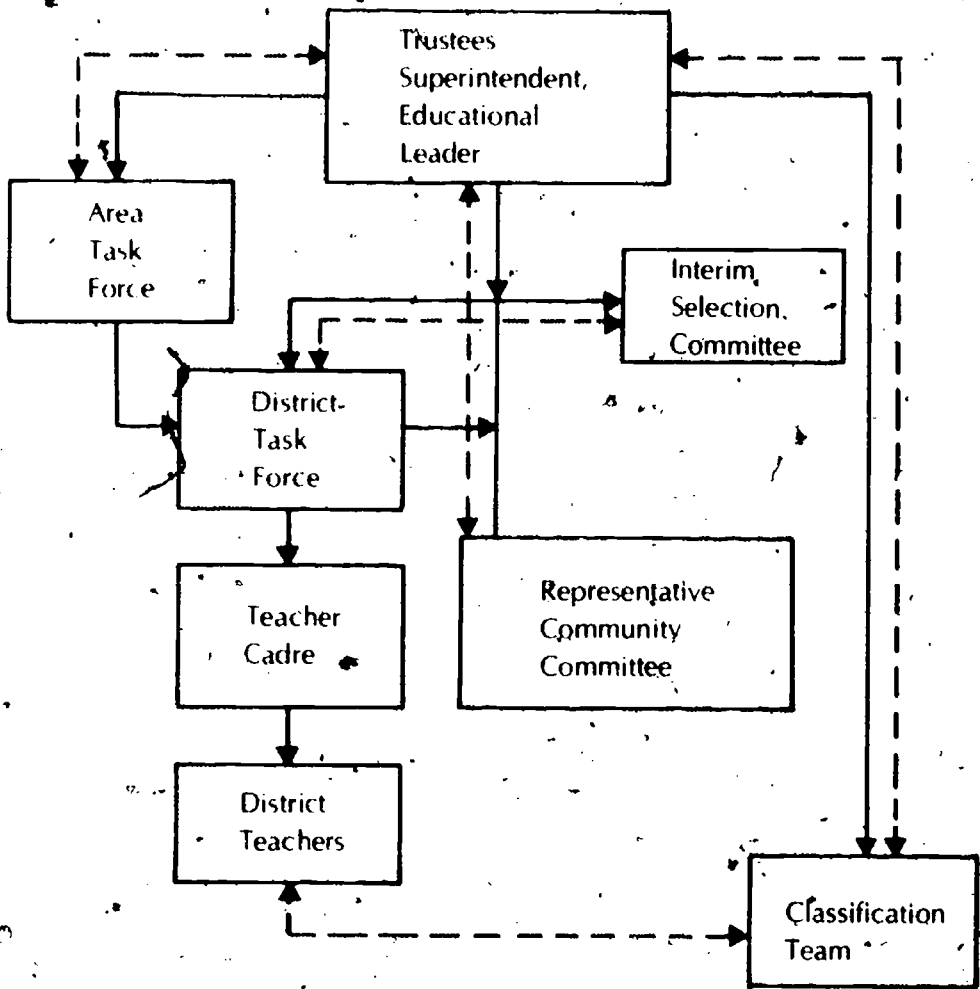 Trustees
Superintendent,
Educational
Leader
Area
Task
Force
Interim
Selection
Committee
District
Task
Force
Representative
Community
Committee
Teacher
Cadre
District
Teachers
Classification
Team